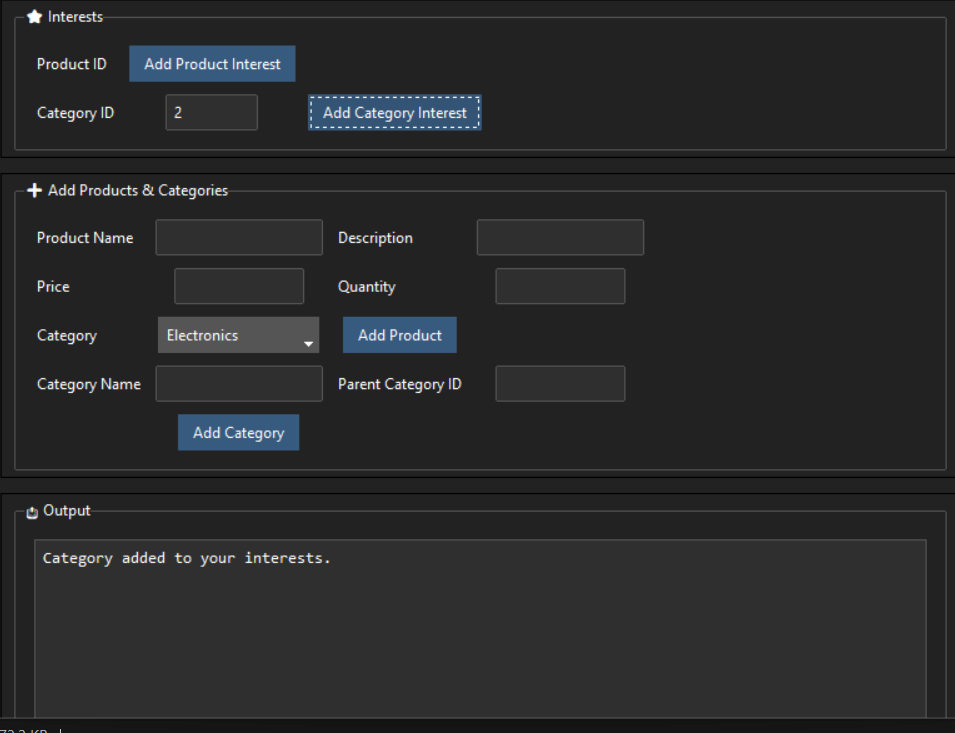 Interests
Product ID Add Product Interest
Category ID 2 Add Category Interest
Add Products & Categories
Product Name Description
Price Quantity
Category Electronics Add Product
Category Name Parent Category ID
Add Category
Output
Category added to your interests.